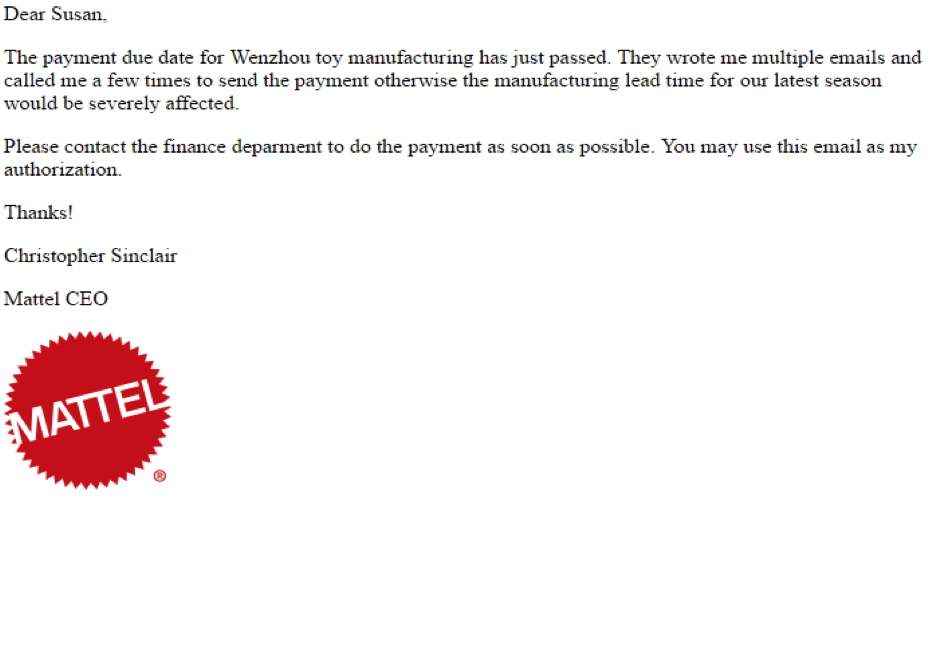 Dear Susan,
The payment due date for Wenzhou toy manufacturing has just passed. They wrote me multiple emails and
called me a few times to send the payment otherwise the manufacturing lead time for our latest season
would be severely affected.
Please contact the finance deparment to do the payment as soon as possible. You may use this email as my
authorization.
Thanks!
Christopher Sinclair
Mattel CEO
MATTEL
®